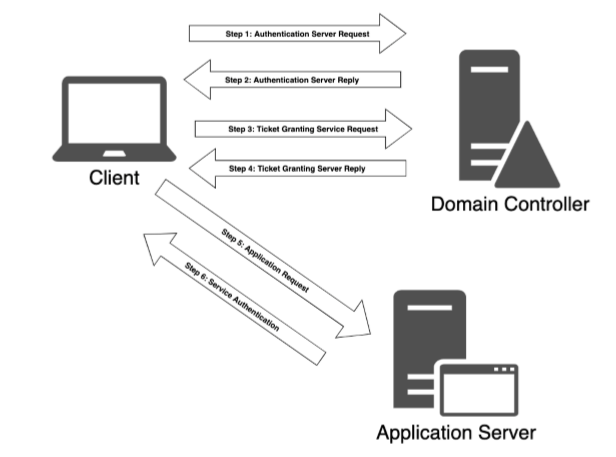 Step 1: Authentication Server Request
Step 2: Authentication Server Reply
Step 3: Ticket Granting Service Request
Step 4: Ticket Granting Server Reply
Client
Domain Controller
Step 5: Application Request
Step 6: Service Authentication
Application Server